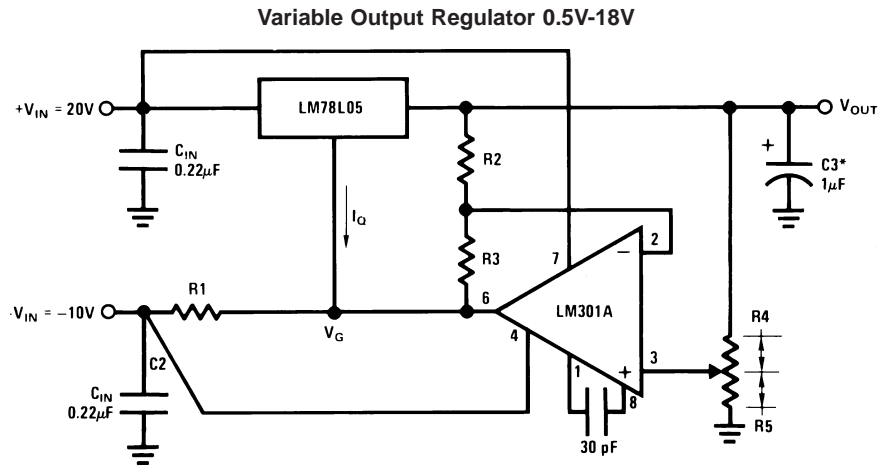 Variable Output Regulator 0.5V-18V
+VIN = 20V
LM78L05
VOUT
CIN
0.22μF
R2
+
C3*
1μF
IQ
R3
7
2
−
-VIN = −10V
R1
VG
6
LM301A
4
3
R4
C2
1
+
8
R5
CIN
0.22μF
30 pF